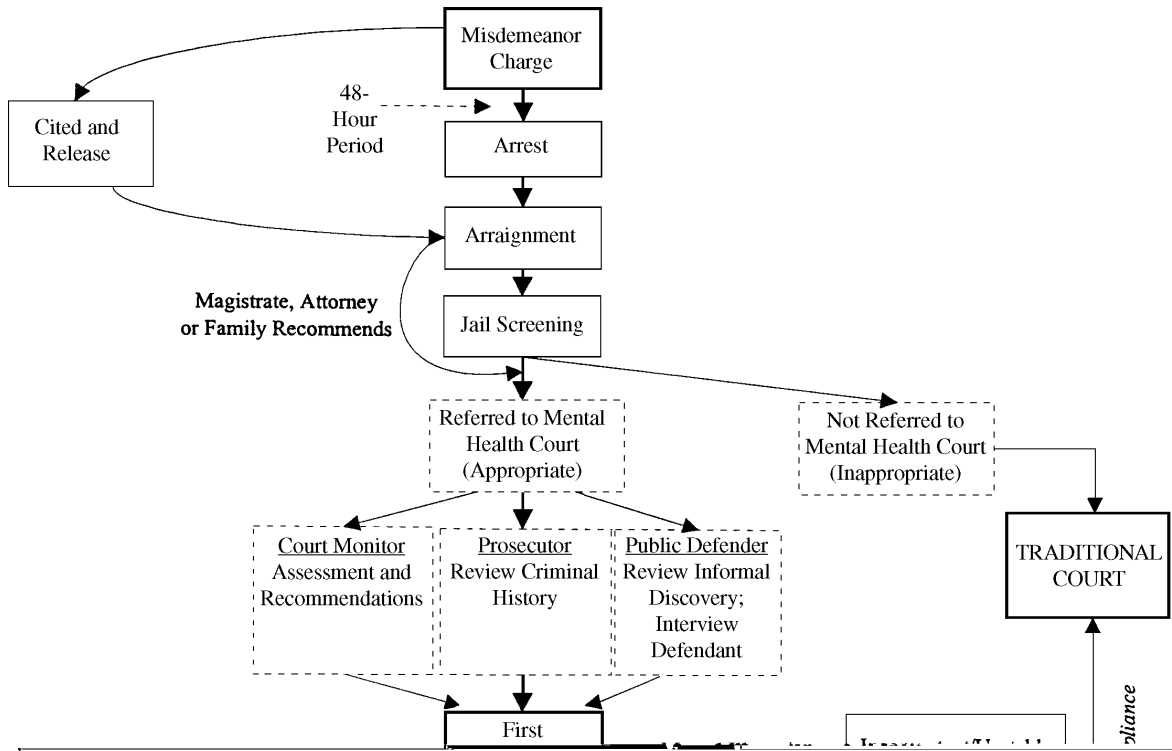 Misdemeanor
Charge
48-
Hour
Period
Cited and
Release
Arrest
Arraignment
Magistrate, Attorney
or Family Recommends
Jail Screening
Referred to Mental
Health Court
(Appropriate)
Not Referred to
Mental Health Court
(Inappropriate)
Court Monitor
Assessment and
Recommendations
Prosecutor
Review Criminal
History
Public Defender
Review Informal
Discovery;
Interview
Defendant
TRADITIONAL
COURT
First
pliance